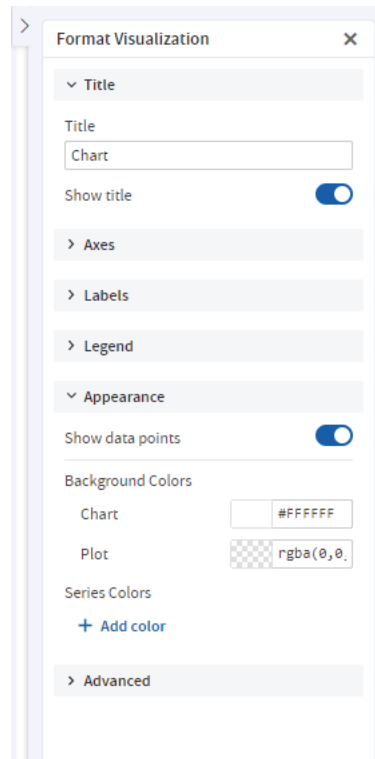 Format Visualization
Title
Title
Chart
Show title
Axes
Labels
Legend
Appearance
Show data points
Background Colors
Chart #FFFFFF
Plot rgba(0,0,
Series Colors
+ Add color
Advanced